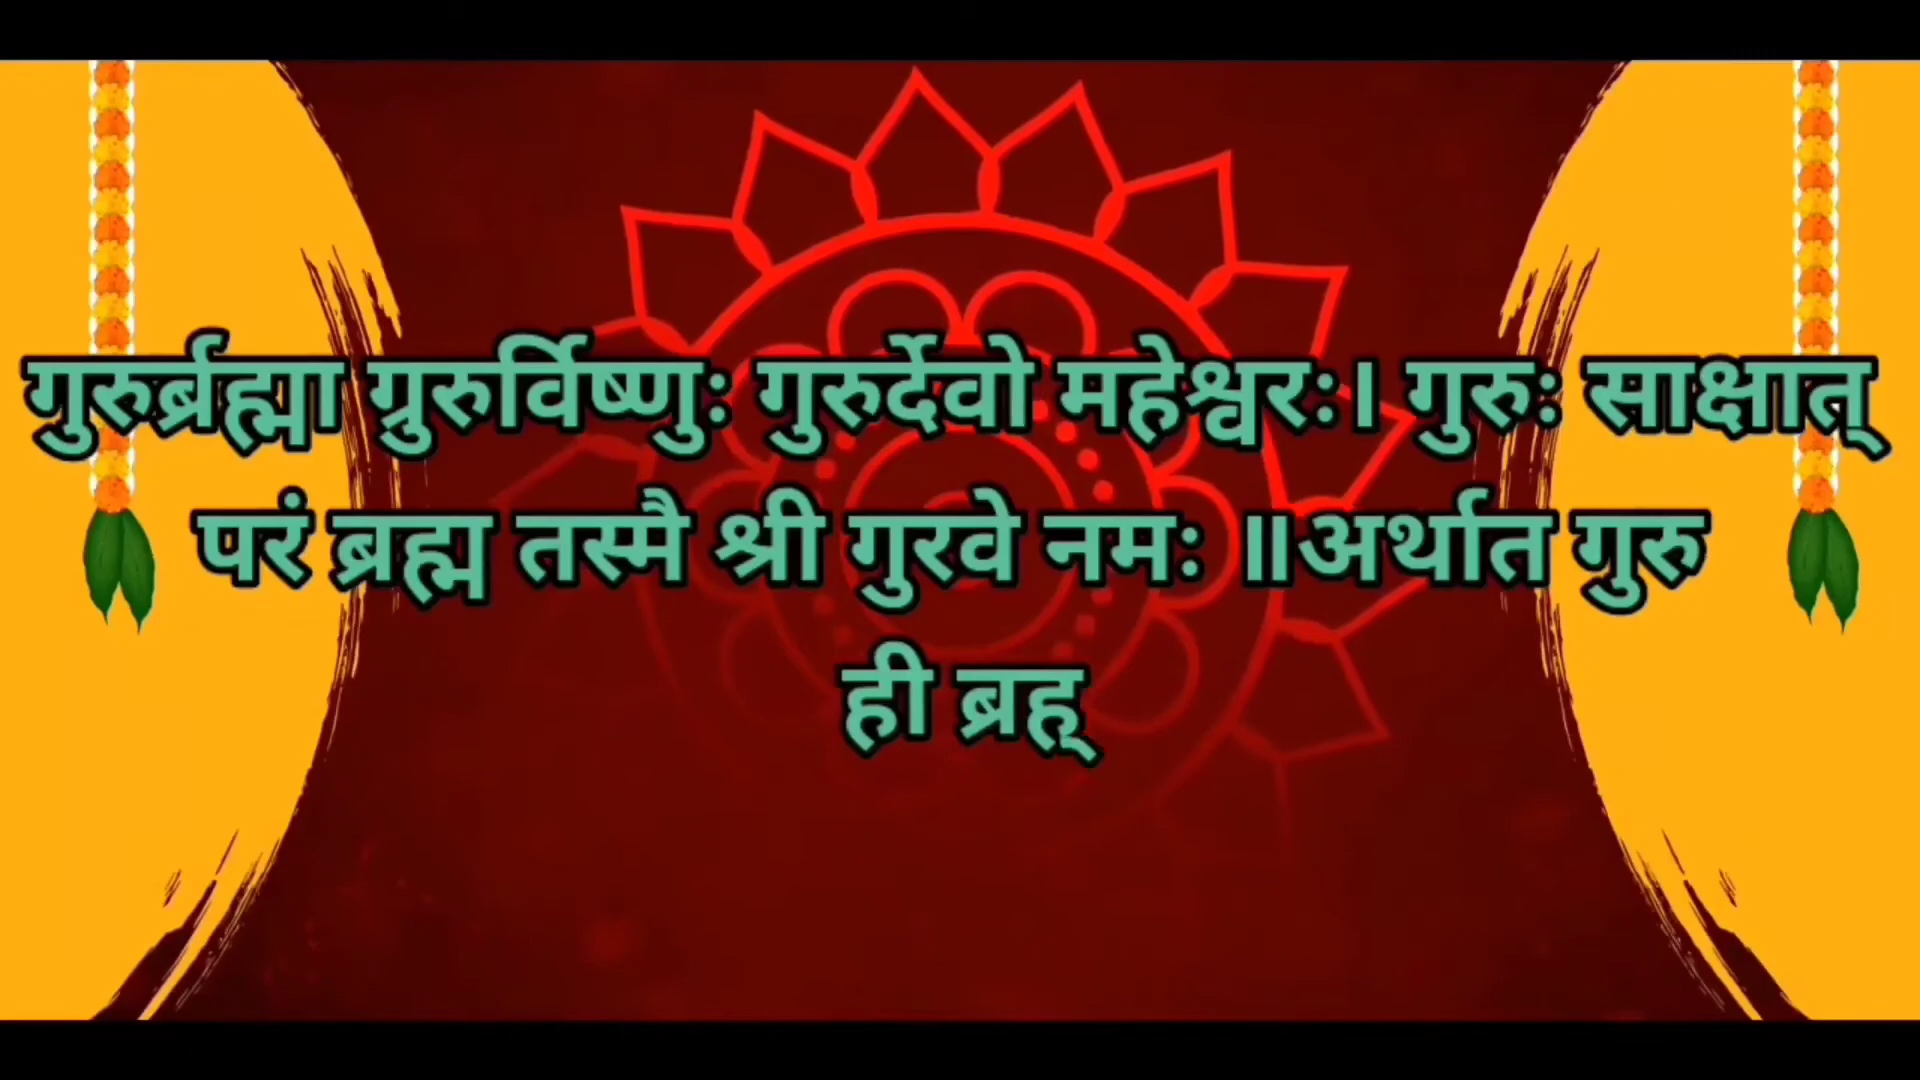 गुरुर्ब्रह्मा ग्रुरुर्विष्णुः गुरुर्देवो महेश्वरः। गुरुः साक्षात्
परं ब्रह्म तस्मै श्री गुरवे नमः ॥अर्थात गुरु
ही ब्रह्